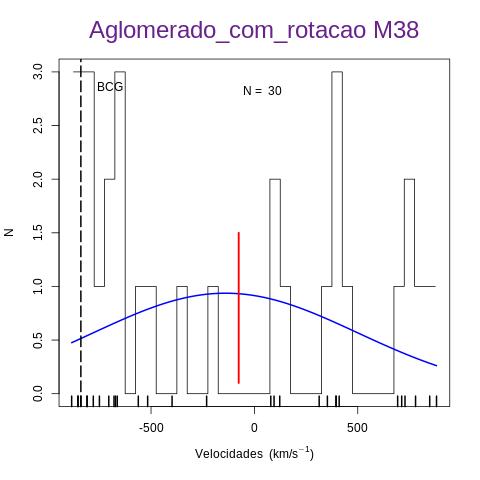 Aglomerado_com_rotacao M38
BCG
N = 30
3.0
2.5
2.0
1.5
1.0
0.5
0.0
N
-500 0 500
Velocidades (km/s⁻¹)